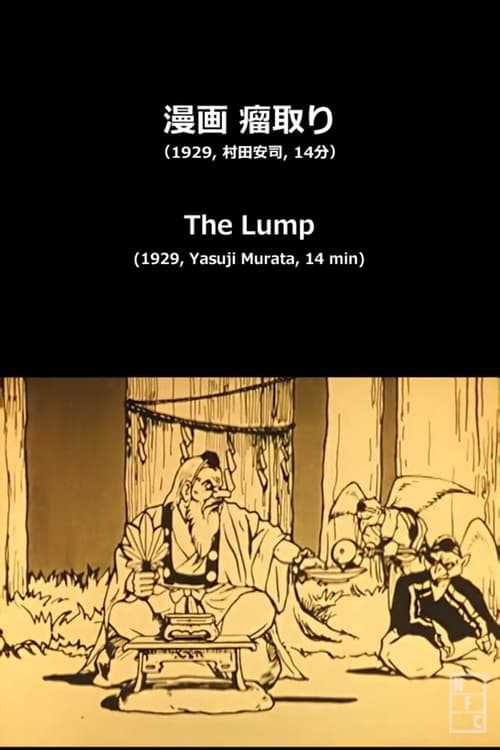 漫画 瘤取り
（1929, 村田安司, 14分）
The Lump
(1929, Yasuji Murata, 14 min)
NFC